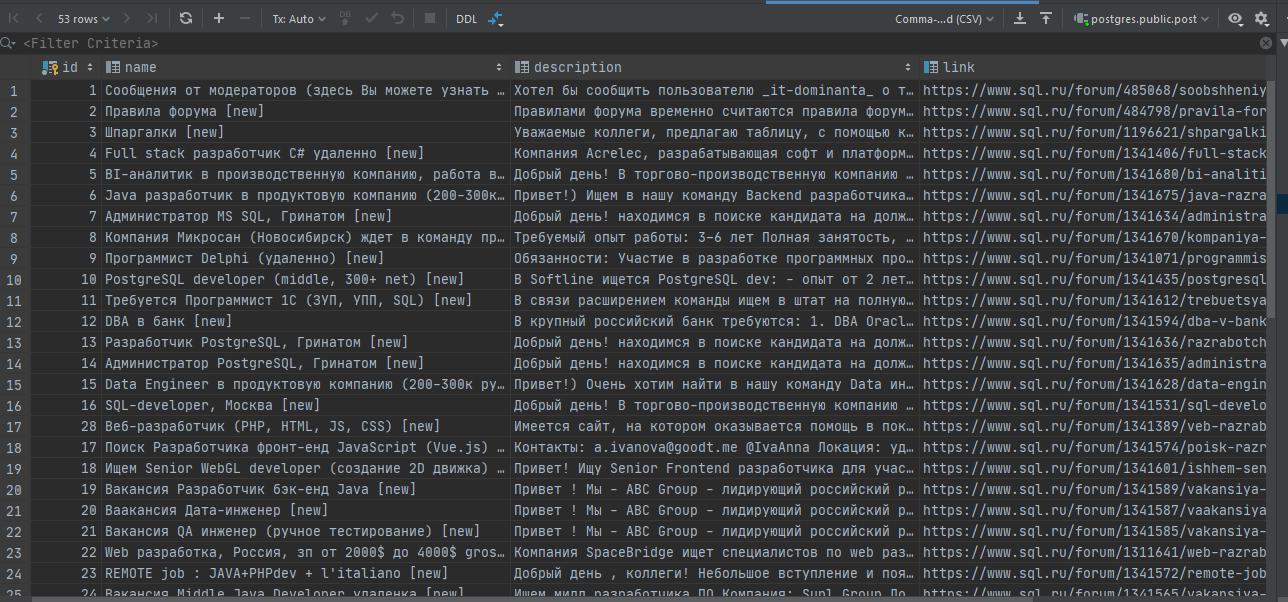 53 rows Tx: Auto DB DDL Comma-...d (CSV) postgres.public.post
<Filter Criteria>
id name description link
1 1 Сообщения от модераторов (здесь Вы можете узнать … Хотел бы сообщить пользователю _it-dominanta_ о т… https://www.sql.ru/forum/485068/soobshheniy
2 2 Правила форума [new] Правилами форума временно считаются правила форум… https://www.sql.ru/forum/484798/pravila-for
3 3 Шпаргалки [new] Уважаемые коллеги, предлагаю таблицу, с помощью к… https://www.sql.ru/forum/1196621/shpargalki
4 4 Full stack разработчик C# удаленно [new] Компания Acrelec, разрабатывающая софт и платформ… https://www.sql.ru/forum/1341406/full-stack
5 5 BI-аналитик в производственную компанию, работа в… Добрый день! В торгово-производственную компанию … https://www.sql.ru/forum/1341680/bi-analiti
6 6 Java разработчик в продуктовую компанию (200-300к… Привет!) Ищем в нашу команду Backend разработчика… https://www.sql.ru/forum/1341675/java-razra
7 7 Администратор MS SQL, Гринатом [new] Добрый день! находимся в поиске кандидата на долж… https://www.sql.ru/forum/1341634/administra
8 8 Компания Микросан (Новосибирск) ждет в команду пр… Требуемый опыт работы: 3–6 лет Полная занятость, … https://www.sql.ru/forum/1341670/kompaniya-
9 9 Программист Delphi (удаленно) [new] Обязанности: Участие в разработке программных про… https://www.sql.ru/forum/1341071/programmis
10 10 PostgreSQL developer (middle, 300+ net) [new] В Softline ищется PostgreSQL dev: - опыт от 2 лет… https://www.sql.ru/forum/1341435/postgresql
11 11 Требуется Программист 1С (ЗУП, УПП, SQL) [new] В связи расширением команды ищем в штат на полную… https://www.sql.ru/forum/1341612/trebuetsya
12 12 DBA в банк [new] В крупный российский банк требуются: 1. DBA Oracl… https://www.sql.ru/forum/1341594/dba-v-bank
13 13 Разработчик PostgreSQL, Гринатом [new] Добрый день! находимся в поиске кандидата на долж… https://www.sql.ru/forum/1341636/razrabotch
14 14 Администратор PostgreSQL, Гринатом [new] Добрый день! находимся в поиске кандидата на долж… https://www.sql.ru/forum/1341635/administra
15 15 Data Engineer в продуктовую компанию (200-300к ру… Привет!) Очень хотим найти в нашу команду Data ин… https://www.sql.ru/forum/1341628/data-engin
16 16 SQL-developer, Москва [new] Добрый день! В торгово-производственную компанию … https://www.sql.ru/forum/1341531/sql-develo
17 28 Веб-разработчик (PHP, HTML, JS, CSS) [new] Имеется сайт, на котором оказывается помощь в пок… https://www.sql.ru/forum/1341389/veb-razrab
18 17 Поиск Разработчика фронт-енд JavaScript (Vue.js) … Контакты: a.ivanova@goodt.me @IvaAnna Локация: уд… https://www.sql.ru/forum/1341574/poisk-razr
19 18 Ищем Senior WebGL developer (создание 2D движка) … Привет! Ищу Senior Frontend разработчика для учас… https://www.sql.ru/forum/1341601/ishhem-sen
20 19 Вакансия Разработчик бэк-енд Java [new] Привет ! Мы – ABC Group – лидирующий российский р… https://www.sql.ru/forum/1341589/vakansiya-
21 20 Ваакансия Дата-инженер [new] Привет ! Мы – ABC Group – лидирующий российский р… https://www.sql.ru/forum/1341587/vaakansiya
22 21 Вакансия QA инженер (ручное тестирование) [new] Привет ! Мы – ABC Group – лидирующий российский р… https://www.sql.ru/forum/1341585/vakansiya-
23 22 Web разработка, Россия, зп от 2000$ до 4000$ gros… Компания SpaceBridge ищет специалистов по web раз… https://www.sql.ru/forum/1311641/web-razrab
24 23 REMOTE job : JAVA+PHPdev + l'italiano [new] Добрый день , коллеги! Небольшое вступление и поя… https://www.sql.ru/forum/1341572/remote-job
25 24 Вакансия Middle Java Developer удаленка [new] Ищем милл разработчика ПО Компания: Sunl Group Ло… https://www.sql.ru/forum/1341565/vakansiya-